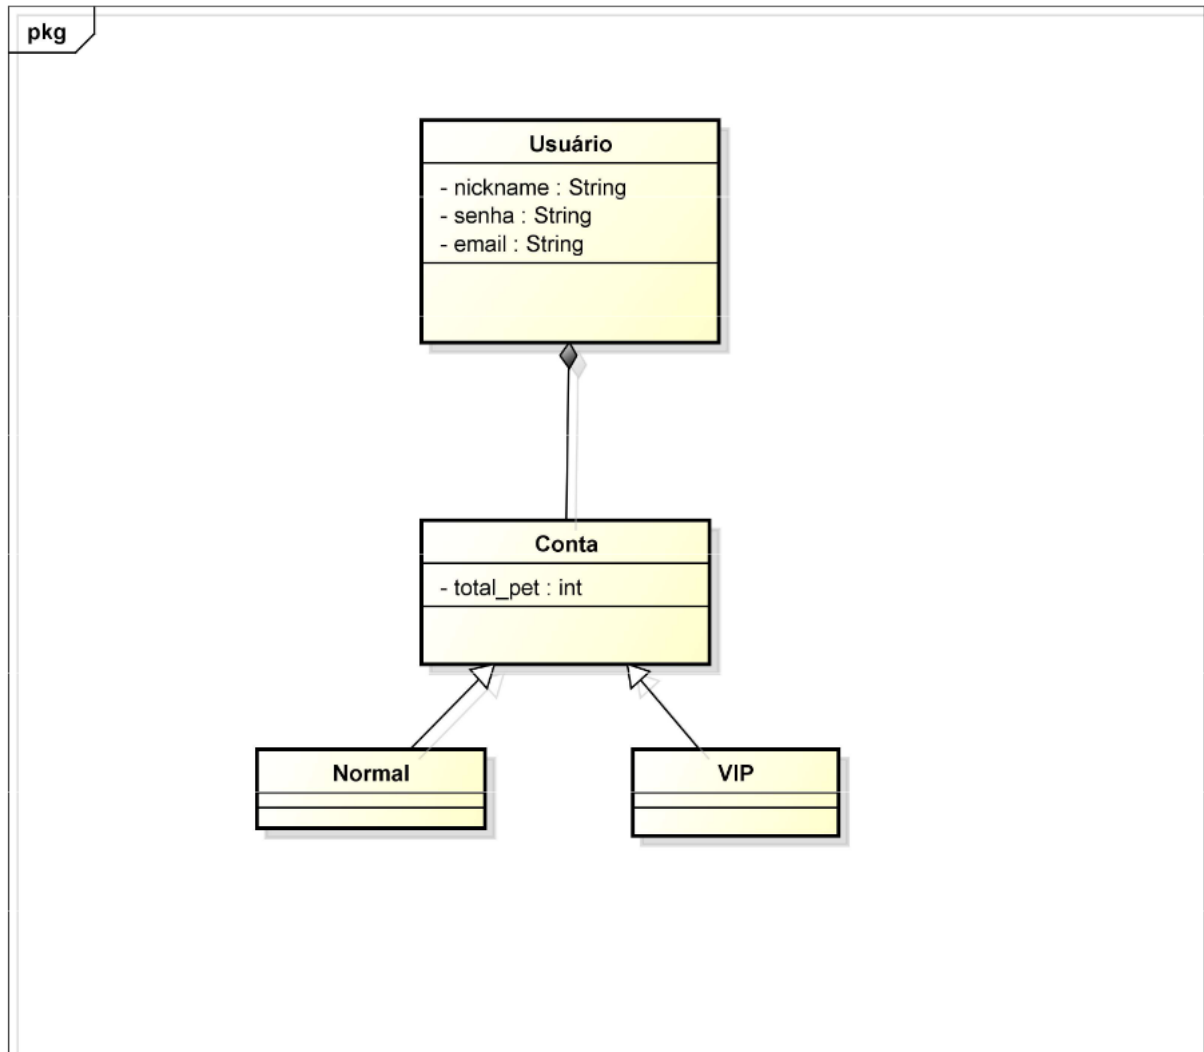 pkg
Usuário
- nickname : String
- senha : String
- email : String
Conta
- total_pet : int
Normal
VIP